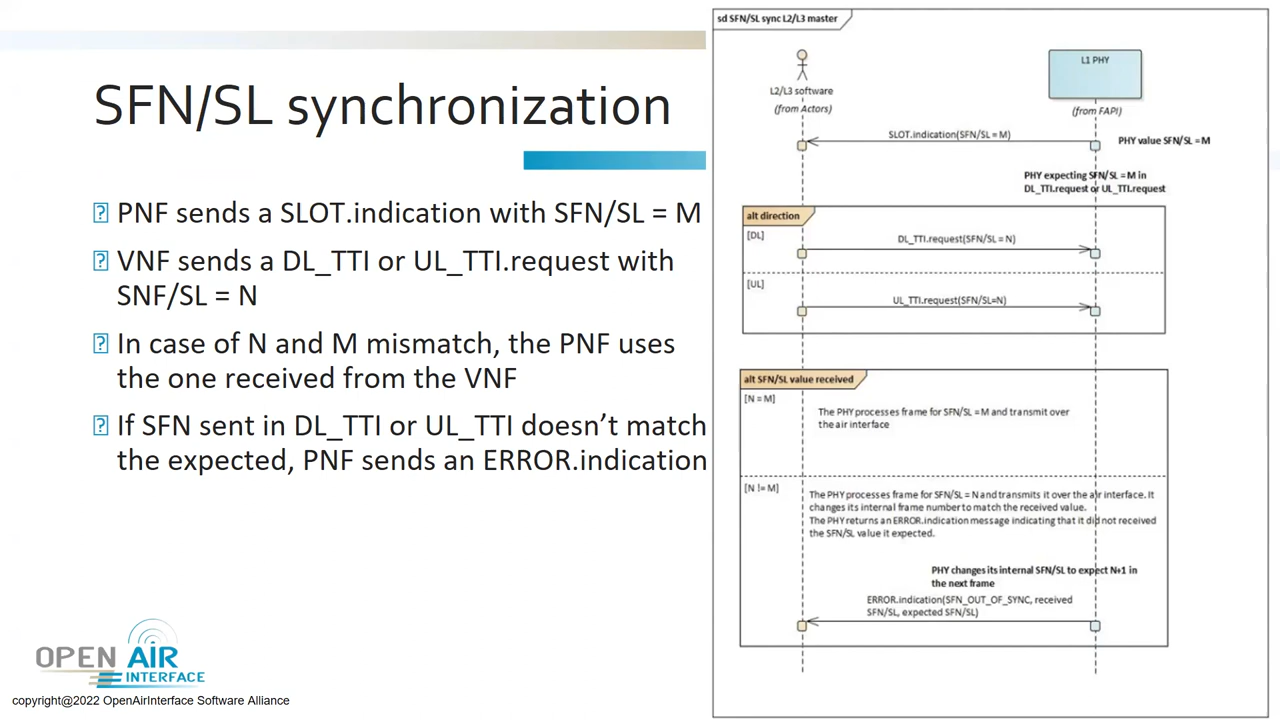 SFN/SL synchronization
PNF sends a SLOT.indication with SFN/SL = M
VNF sends a DL_TTI or UL_TTI.request with
SNF/SL = N
In case of N and M mismatch, the PNF uses
the one received from the VNF
If SFN sent in DL_TTI or UL_TTI doesn’t match
the expected, PNF sends an ERROR.indication
OPEN AIR
INTERFACE
copyright@2022 OpenAirInterface Software Alliance
sd SFN/SL sync L2/L3 master
L2/L3 software
(from Actors)
L1 PHY
(from FAPI)
SLOT.indication(SFN/SL = M)
PHY value SFN/SL = M
PHY expecting SFN/SL = M in
DL_TTI.request or UL_TTI.request
alt direction
[DL]
DL_TTI.request(SFN/SL = N)
[UL]
UL_TTI.request(SFN/SL=N)
alt SFN/SL value received
[N = M]
The PHY processes frame for SFN/SL = M and transmit over
the air interface
[N != M]
The PHY processes frame for SFN/SL = N and transmits it over the air interface. It
changes its internal frame number to match the received value.
The PHY returns an ERROR.indication message indicating that it did not received
the SFN/SL value it expected.
PHY changes its internal SFN/SL to expect N+1 in
the next frame
ERROR.indication(SFN_OUT_OF_SYNC, received
SFN/SL, expected SFN/SL)